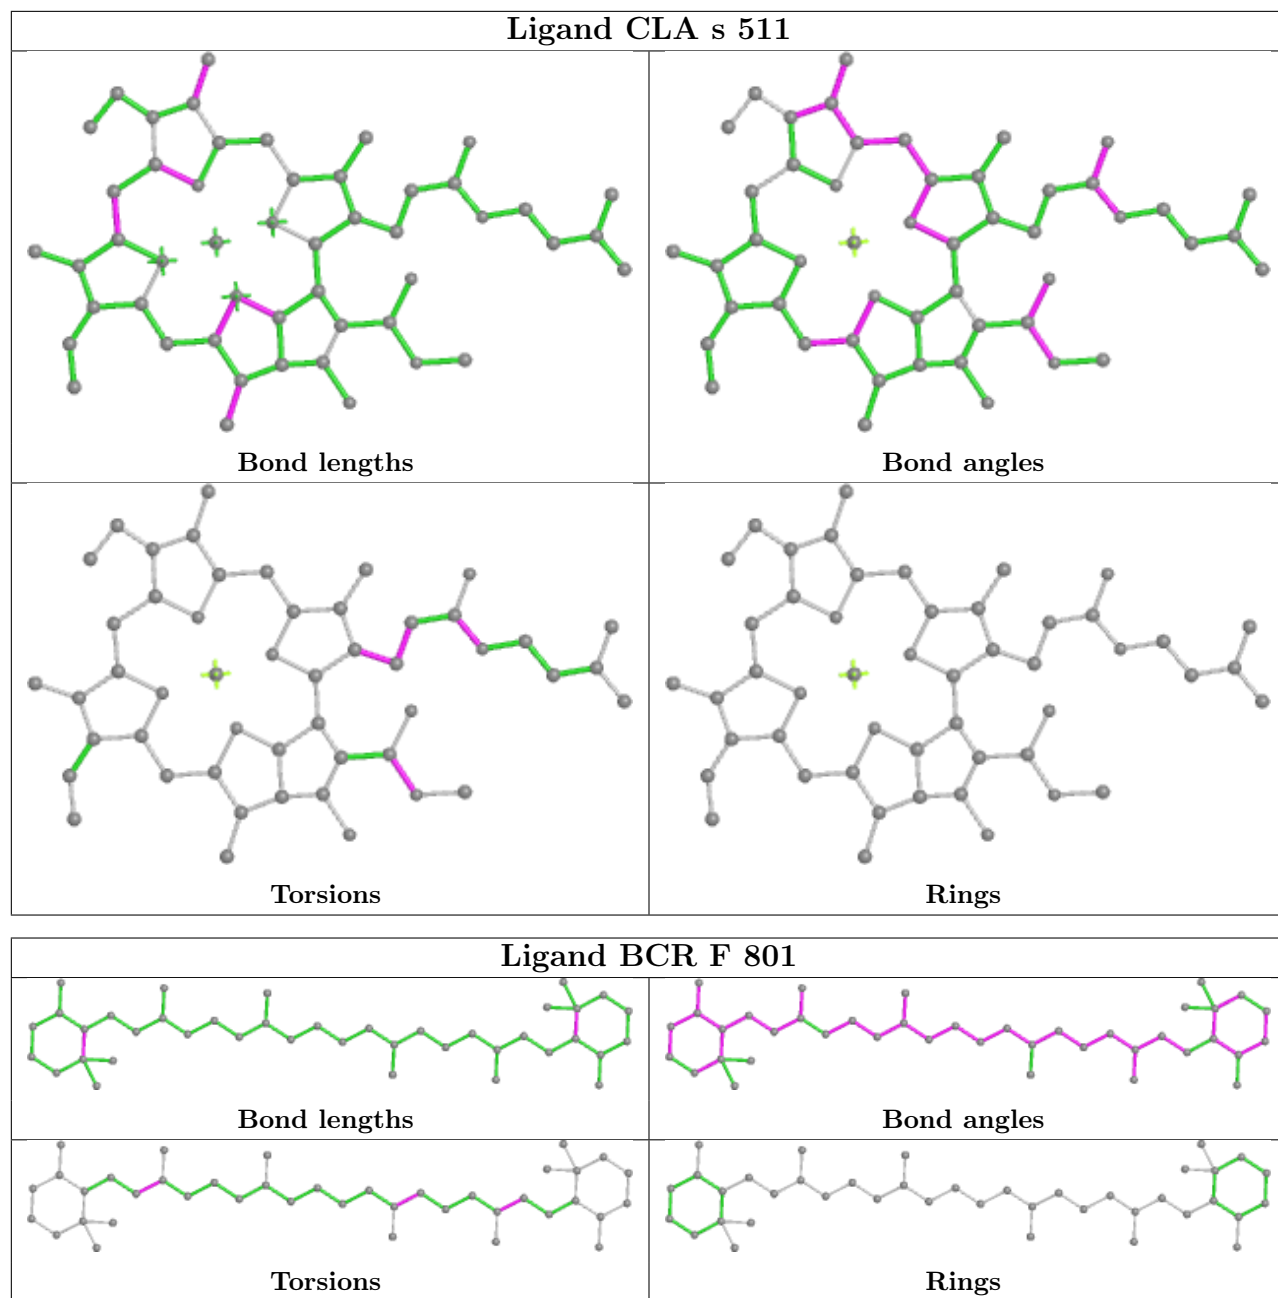 Ligand CLA s 511
Bond lengths
Bond angles
Torsions
Rings
Ligand BCR F 801
Bond lengths
Bond angles
Torsions
Rings